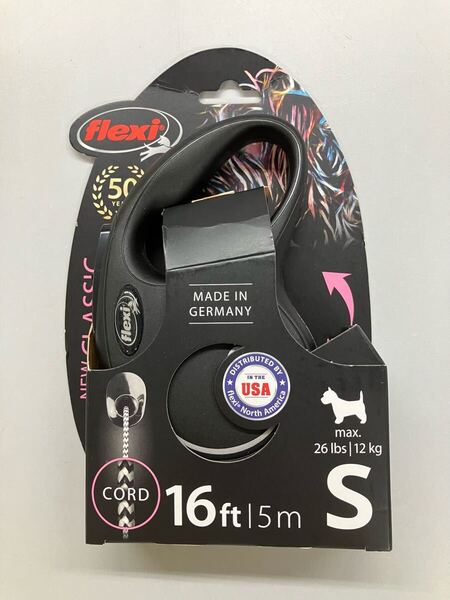 flexi®
50
YEARS
NEW CLASSIC
flexi
MADE IN
GERMANY
DISTRIBUTED BY
IN THE
USA
flexi® North America
max.
26 lbs | 12 kg
CORD
16ft | 5m
S